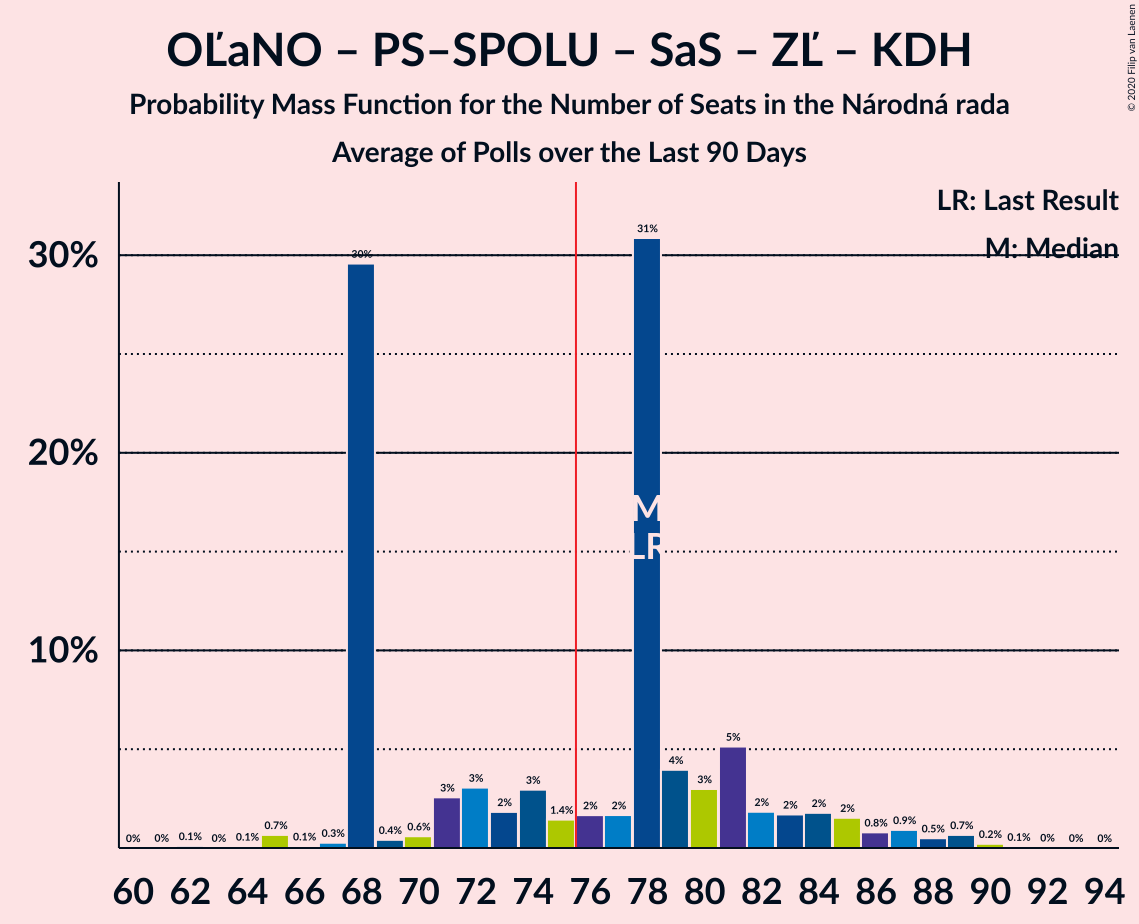 OĽaNO – PS–SPOLU – SaS – ZĽ – KDH
Probability Mass Function for the Number of Seats in the Národná rada
Average of Polls over the Last 90 Days
© 2020 Filip van Laenen
LR: Last Result
M: Median
30%
20%
10%
0% 0% 0.1% 0% 0.1% 0.7% 0.1% 0.3% 30% 0.4% 0.6% 3% 3% 2% 3% 1.4% 2% 2% 31% 4% 3% 5% 2% 2% 2% 2% 0.8% 0.9% 0.5% 0.7% 0.2% 0.1% 0% 0% 0%
M
LR
60 62 64 66 68 70 72 74 76 78 80 82 84 86 88 90 92 94